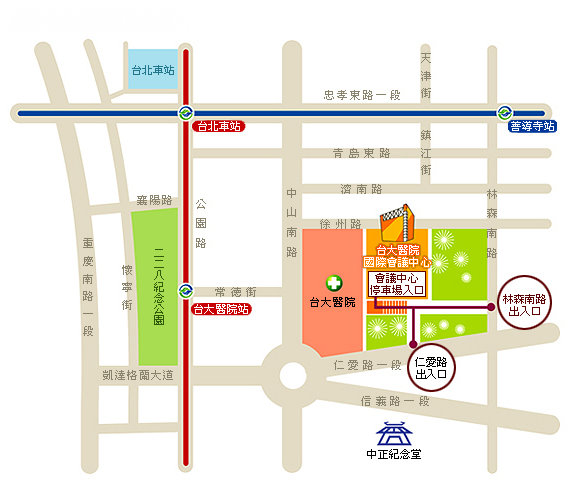 天津街
台北車站
忠孝東路一段
台北車站
善導寺站
鎮江街
青島東路
濟南路
中山南路
林森南路
襄陽路
公園路
徐州路
重慶南路一段
懷寧街
二二八紀念公園
台大醫院
國際會議中心
會議中心
停車場入口
常德街
台大醫院站
台大醫院
林森南路
出入口
仁愛路一段
仁愛路
出入口
凱達格蘭大道
信義路一段
中正紀念堂